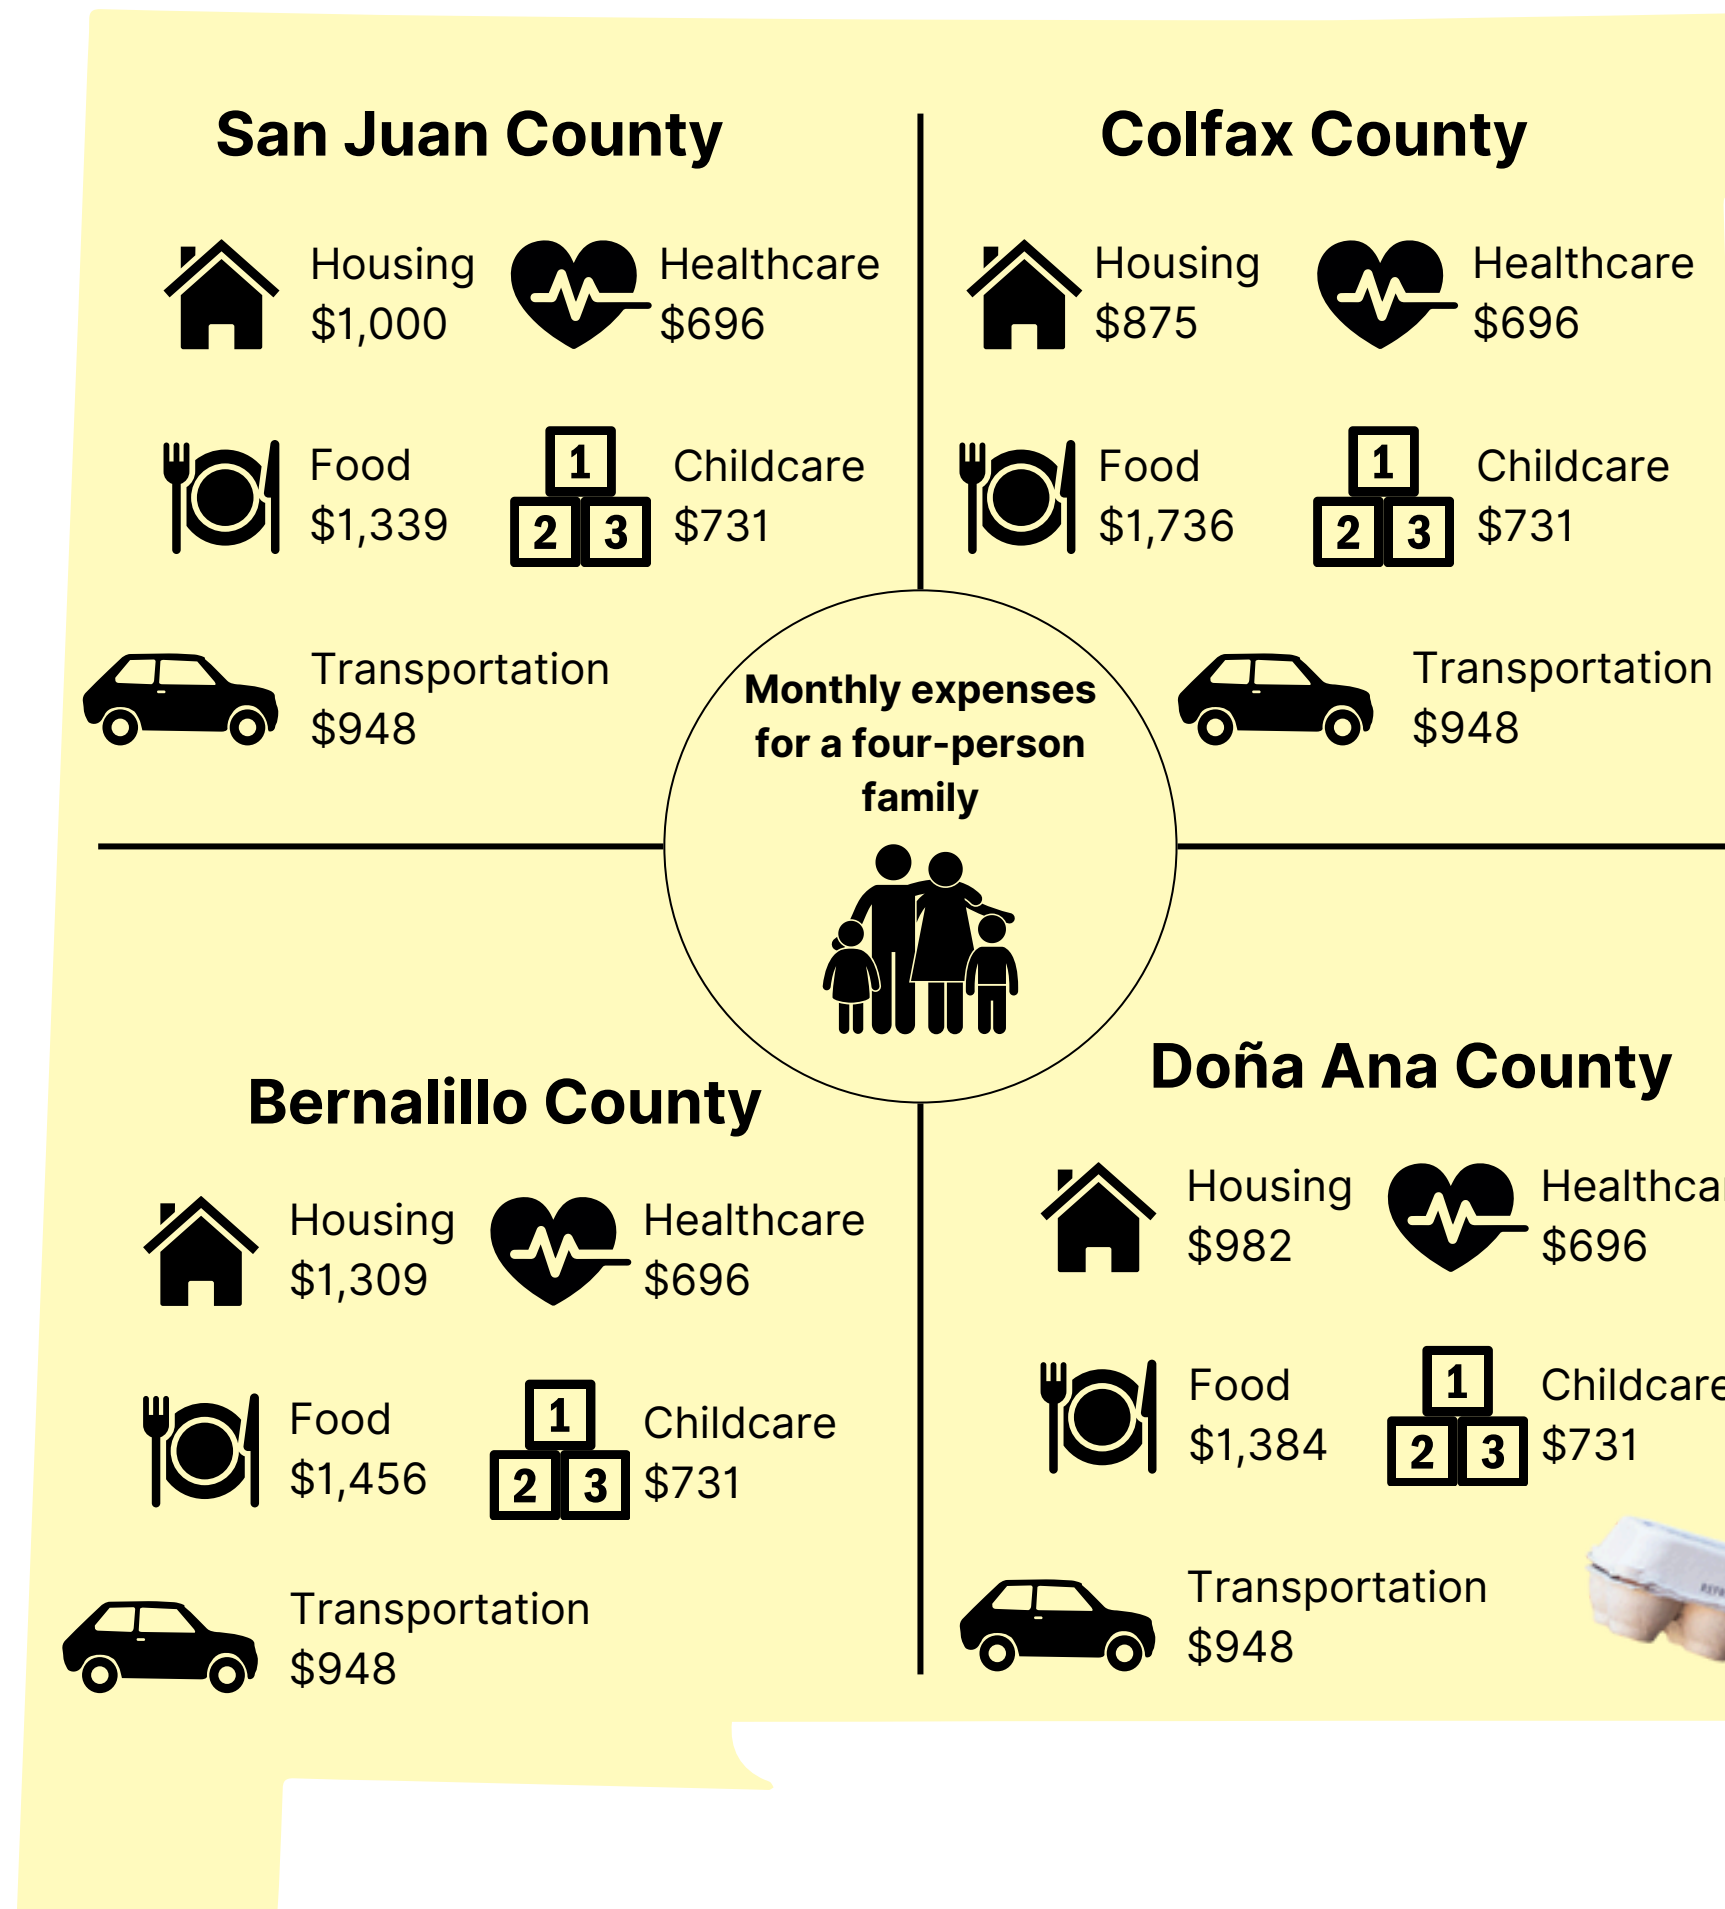 San Juan County
Housing
$1,000
Healthcare
$696
Food
$1,339
1
2 3
Childcare
$731
Transportation
$948
Colfax County
Housing
$875
Healthcare
$696
Food
$1,736
1
2 3
Childcare
$731
Transportation
$948
Monthly expenses
for a four-person
family
Bernalillo County
Housing
$1,309
Healthcare
$696
Food
$1,456
1
2 3
Childcare
$731
Transportation
$948
Doña Ana County
Housing
$982
Healthca
$696
Food
$1,384
1
2 3
Childcare
$731
Transportation
$948